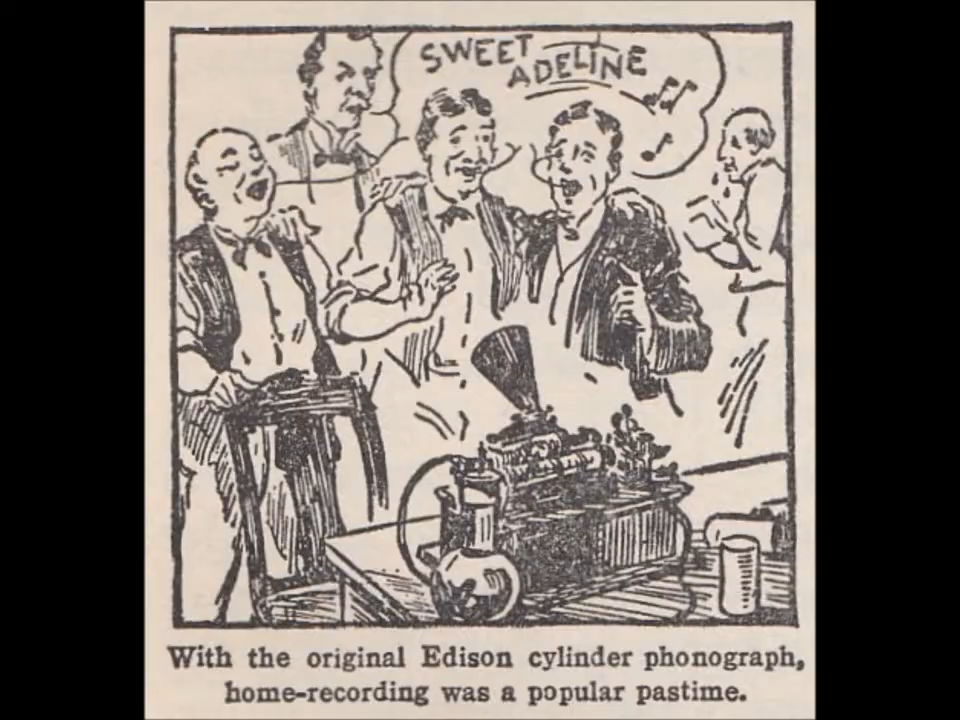 SWEET
ADELINE
With the original Edison cylinder phonograph,
home-recording was a popular pastime.